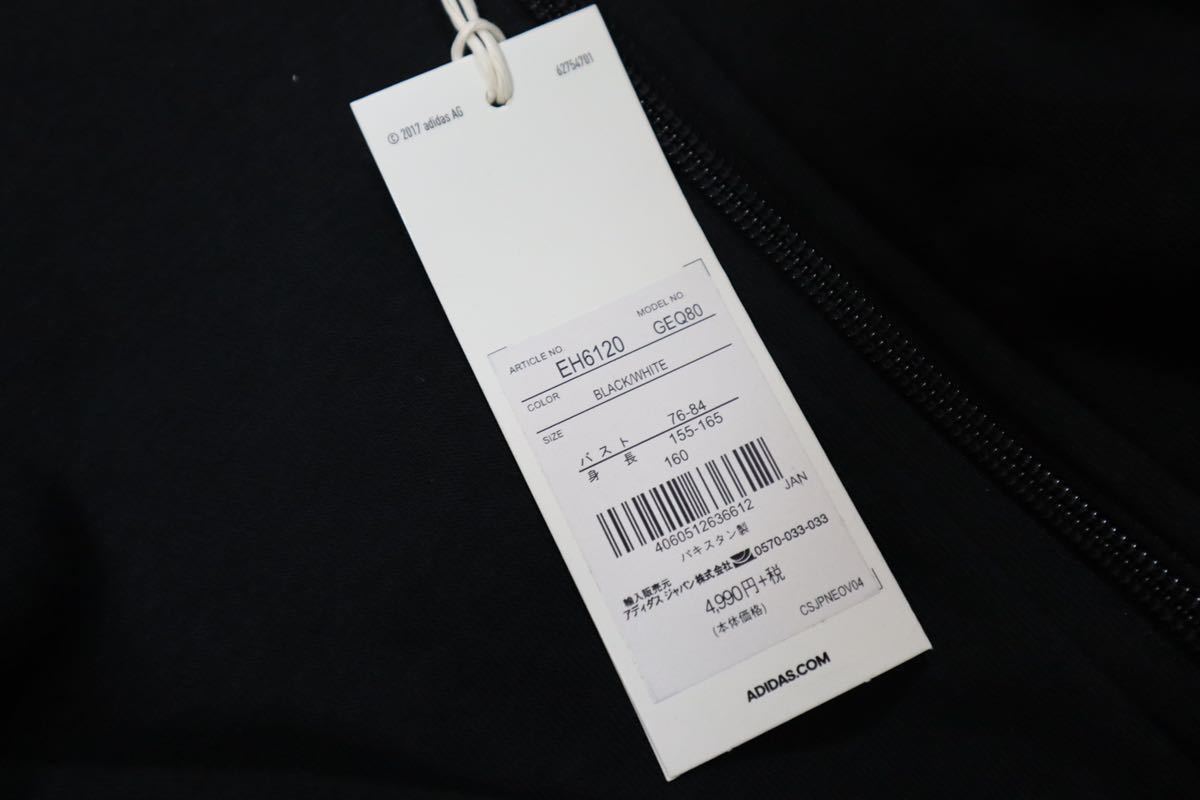 © 2017 adidas AG
62754701
ARTICLE NO. MODEL NO
EH6120 GEQ80
COLOR BLACK/WHITE
SIZE
バスト 76-84
身長 155-165
160
JAN
4060512636612
パキスタン製
輸入販売元
アディダス ジャパン株式会社 0570-033-033
4,990円+税
(本体価格)
CSJPNEOV04
ADIDAS.COM